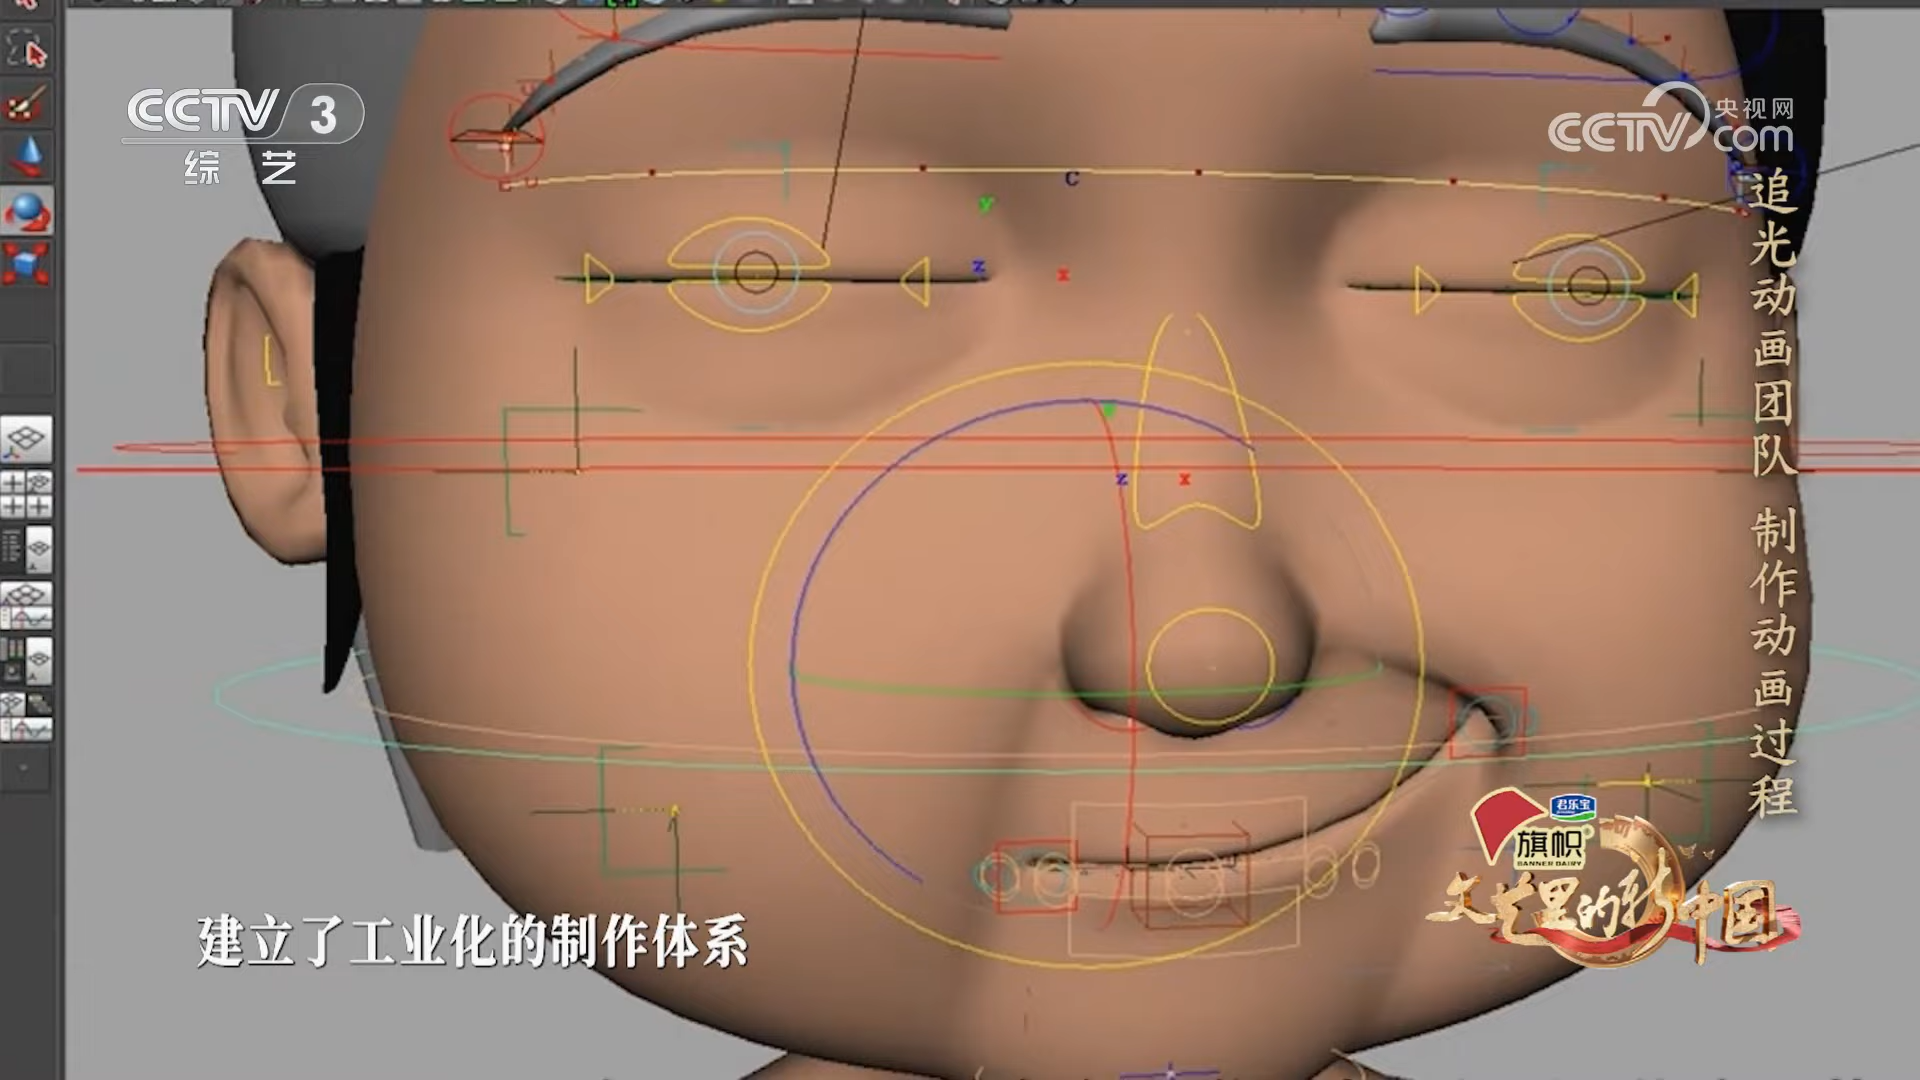 CCTV 3
综艺
央视网
CCTV.com
追光动画团队 制作动画过程
C
y
z
x
z
x
君乐宝
旗帜
BANNER DAIRY
文艺里的新中国
建立了工业化的制作体系